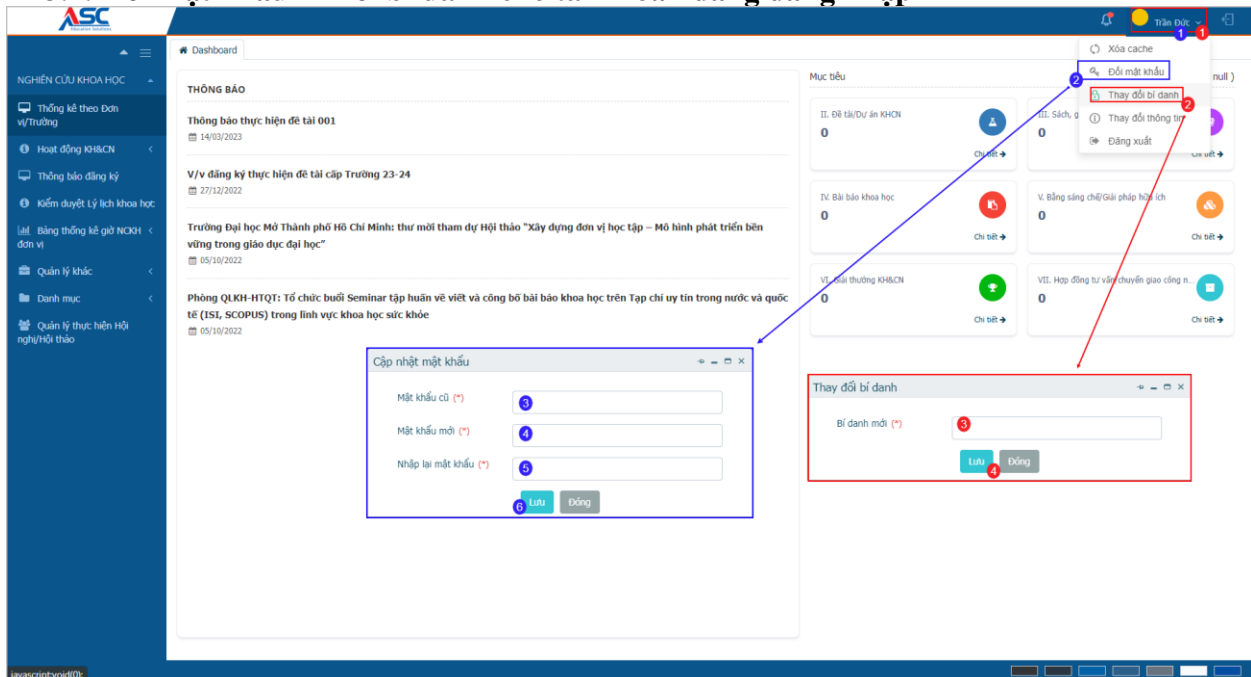 ASC
Trần Đức
1 1
Dashboard
Xóa cache
2 Đổi mật khẩu
Thay đổi bí danh
2
Thay đổi thông tin
Đăng xuất
NGHIÊN CỨU KHOA HỌC
Thống kê theo Đơn
vị/Trường
Hoạt động KH&CN
Thông báo đăng ký
Kiểm duyệt Lý lịch khoa học
Bảng thống kê giờ NCKH
đơn vị
Quản lý khác
Danh mục
Quản lý thực hiện Hội
nghị/Hội thảo
THÔNG BÁO
Thông báo thực hiện đề tài 001
14/03/2023
V/v đăng ký thực hiện đề tài cấp Trường 23-24
27/12/2022
Trường Đại học Mở Thành phố Hồ Chí Minh: thư mời tham dự Hội thảo "Xây dựng đơn vị học tập – Mô hình phát triển bền
vững trong giáo dục đại học"
05/10/2022
Phòng QLKH-HTQT: Tổ chức buổi Seminar tập huấn về viết và công bố bài báo khoa học trên Tạp chí uy tín trong nước và quốc
tế (ISI, SCOPUS) trong lĩnh vực khoa học sức khỏe
05/10/2022
Mục tiêu
null )
II. Đề tài/Dự án KHCN
0
Chi tiết
III. Sách, g
0
Chi tiết
IV. Bài báo khoa học
0
Chi tiết
V. Bằng sáng chế/Giải pháp hữu ích
0
Chi tiết
VI. Giải thưởng KH&CN
0
Chi tiết
VII. Hợp đồng tư vấn chuyển giao công n...
0
Chi tiết
Cập nhật mật khẩu
Mật khẩu cũ (*) 3
Mật khẩu mới (*) 4
Nhập lại mật khẩu (*) 5
6 Lưu Đóng
Thay đổi bí danh
Bí danh mới (*) 3
Lưu 4 Đóng
javascript:void(0);